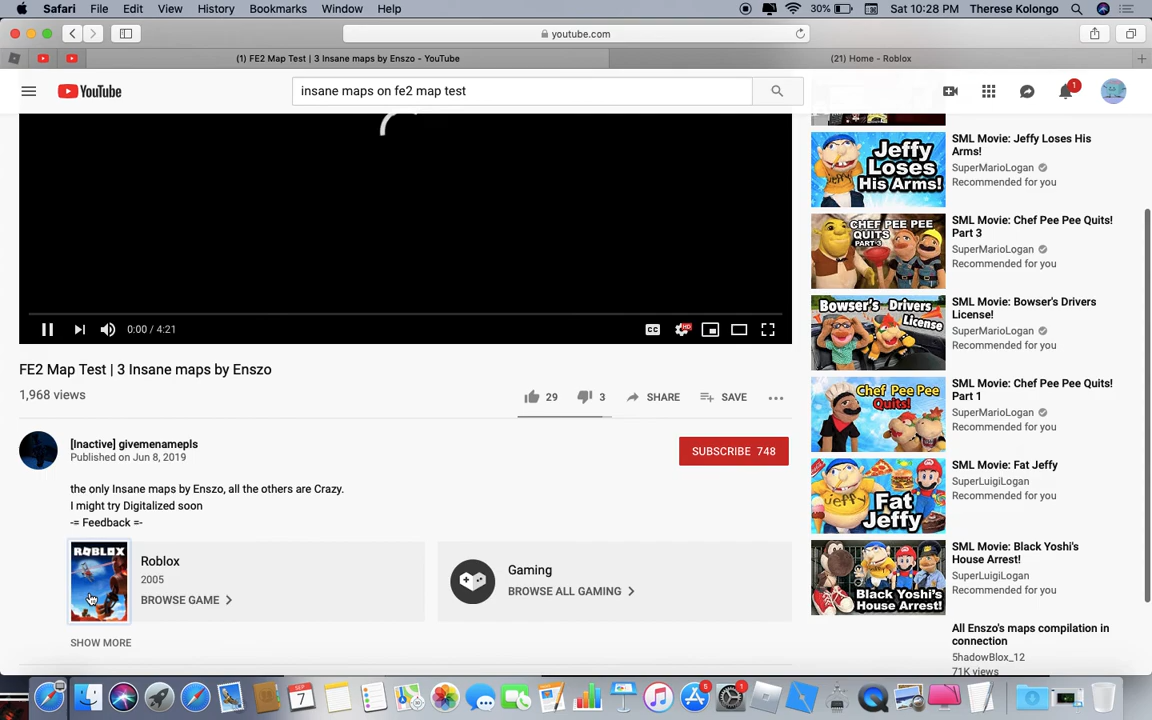 Safari File Edit View History Bookmarks Window Help 30% Sat 10:28 PM Therese Kolongo
youtube.com
(1) FE2 Map Test | 3 Insane maps by Enszo - YouTube
(21) Home - Roblox
YouTube
insane maps on fe2 map test
1
0:00 / 4:21
CC
HD
FE2 Map Test | 3 Insane maps by Enszo
1,968 views
29
3
SHARE
SAVE
[Inactive] givemenamepls
Published on Jun 8, 2019
SUBSCRIBE 748
the only Insane maps by Enszo, all the others are Crazy.
I might try Digitalized soon
-= Feedback =-
ROBLOX
Roblox
2005
BROWSE GAME
Gaming
BROWSE ALL GAMING
SHOW MORE
Jeffy
Loses
His Arms!
SML Movie: Jeffy Loses His
Arms!
SuperMarioLogan
Recommended for you
CHEF PEE PEE
QUITS!
PART 3
SML Movie: Chef Pee Pee Quits!
Part 3
SuperMarioLogan
Recommended for you
Bowser's Drivers
License!
SML Movie: Bowser's Drivers
License!
SuperMarioLogan
Recommended for you
Chef Pee Pee
Quits!
SML Movie: Chef Pee Pee Quits!
Part 1
SuperMarioLogan
Recommended for you
Jeffy
Fat
Jeffy
SML Movie: Fat Jeffy
SuperLuigiLogan
Recommended for you
Black Yoshi's
House Arrest!
SML Movie: Black Yoshi's
House Arrest!
SuperLuigiLogan
Recommended for you
All Enszo's maps compilation in
connection
5hadowBlox_12
71K views
SEP
7
5
1